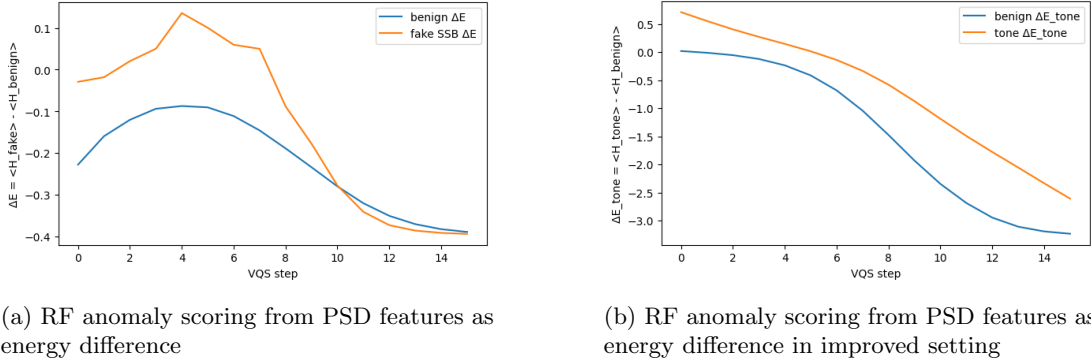 benign ΔE
fake SSB ΔE
ΔE = <H_fake> - <H_benign>
0.1
0.0
−0.1
−0.2
−0.3
−0.4
0 2 4 6 8 10 12 14
VQS step
(a) RF anomaly scoring from PSD features as
energy difference
benign ΔE_tone
tone ΔE_tone
ΔE_tone = <H_tone> - <H_benign>
0.5
0.0
−0.5
−1.0
−1.5
−2.0
−2.5
−3.0
0 2 4 6 8 10 12 14
VQS step
(b) RF anomaly scoring from PSD features as
energy difference in improved setting